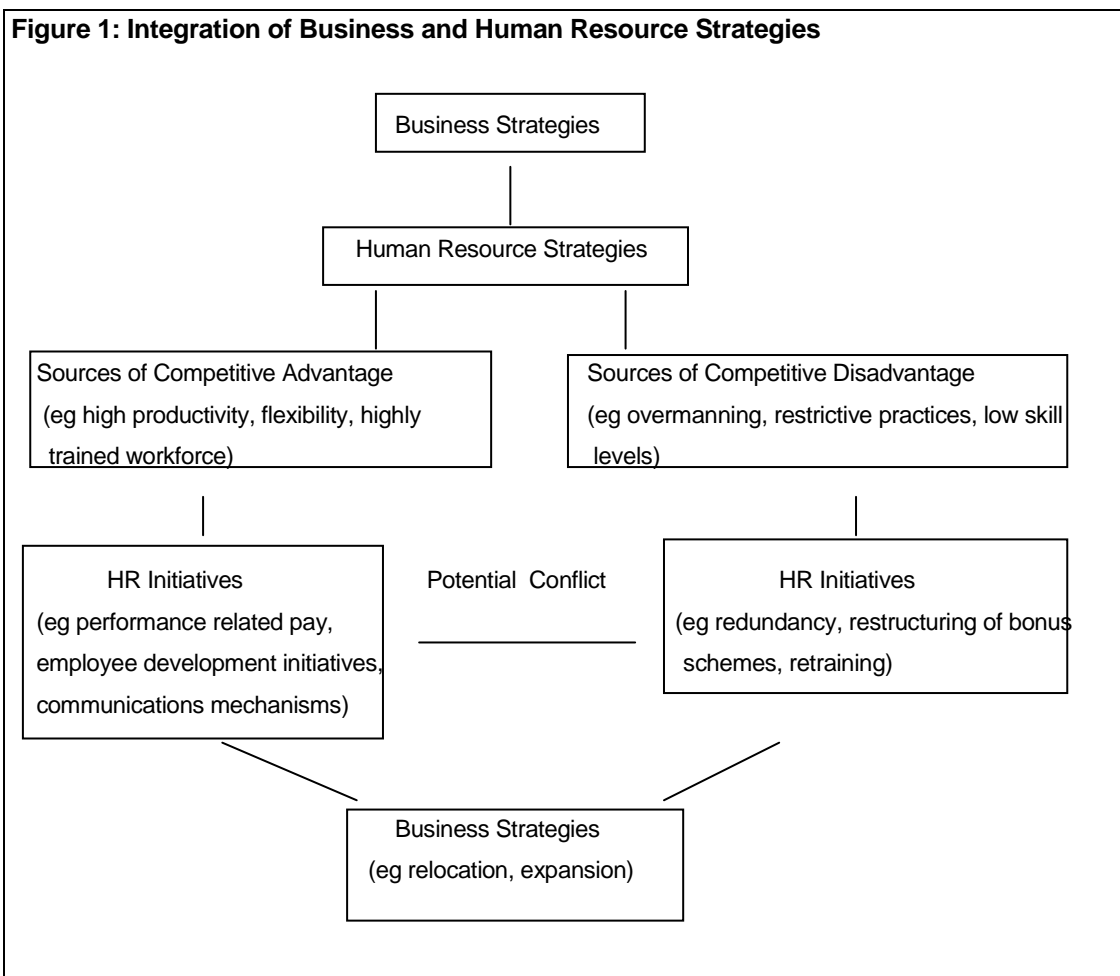 Figure 1: Integration of Business and Human Resource Strategies
Business Strategies
Human Resource Strategies
Sources of Competitive Advantage
(eg high productivity, flexibility, highly
trained workforce)
Sources of Competitive Disadvantage
(eg overmanning, restrictive practices, low skill
levels)
HR Initiatives
(eg performance related pay,
employee development initiatives,
communications mechanisms)
Potential Conflict
HR Initiatives
(eg redundancy, restructuring of bonus
schemes, retraining)
Business Strategies
(eg relocation, expansion)